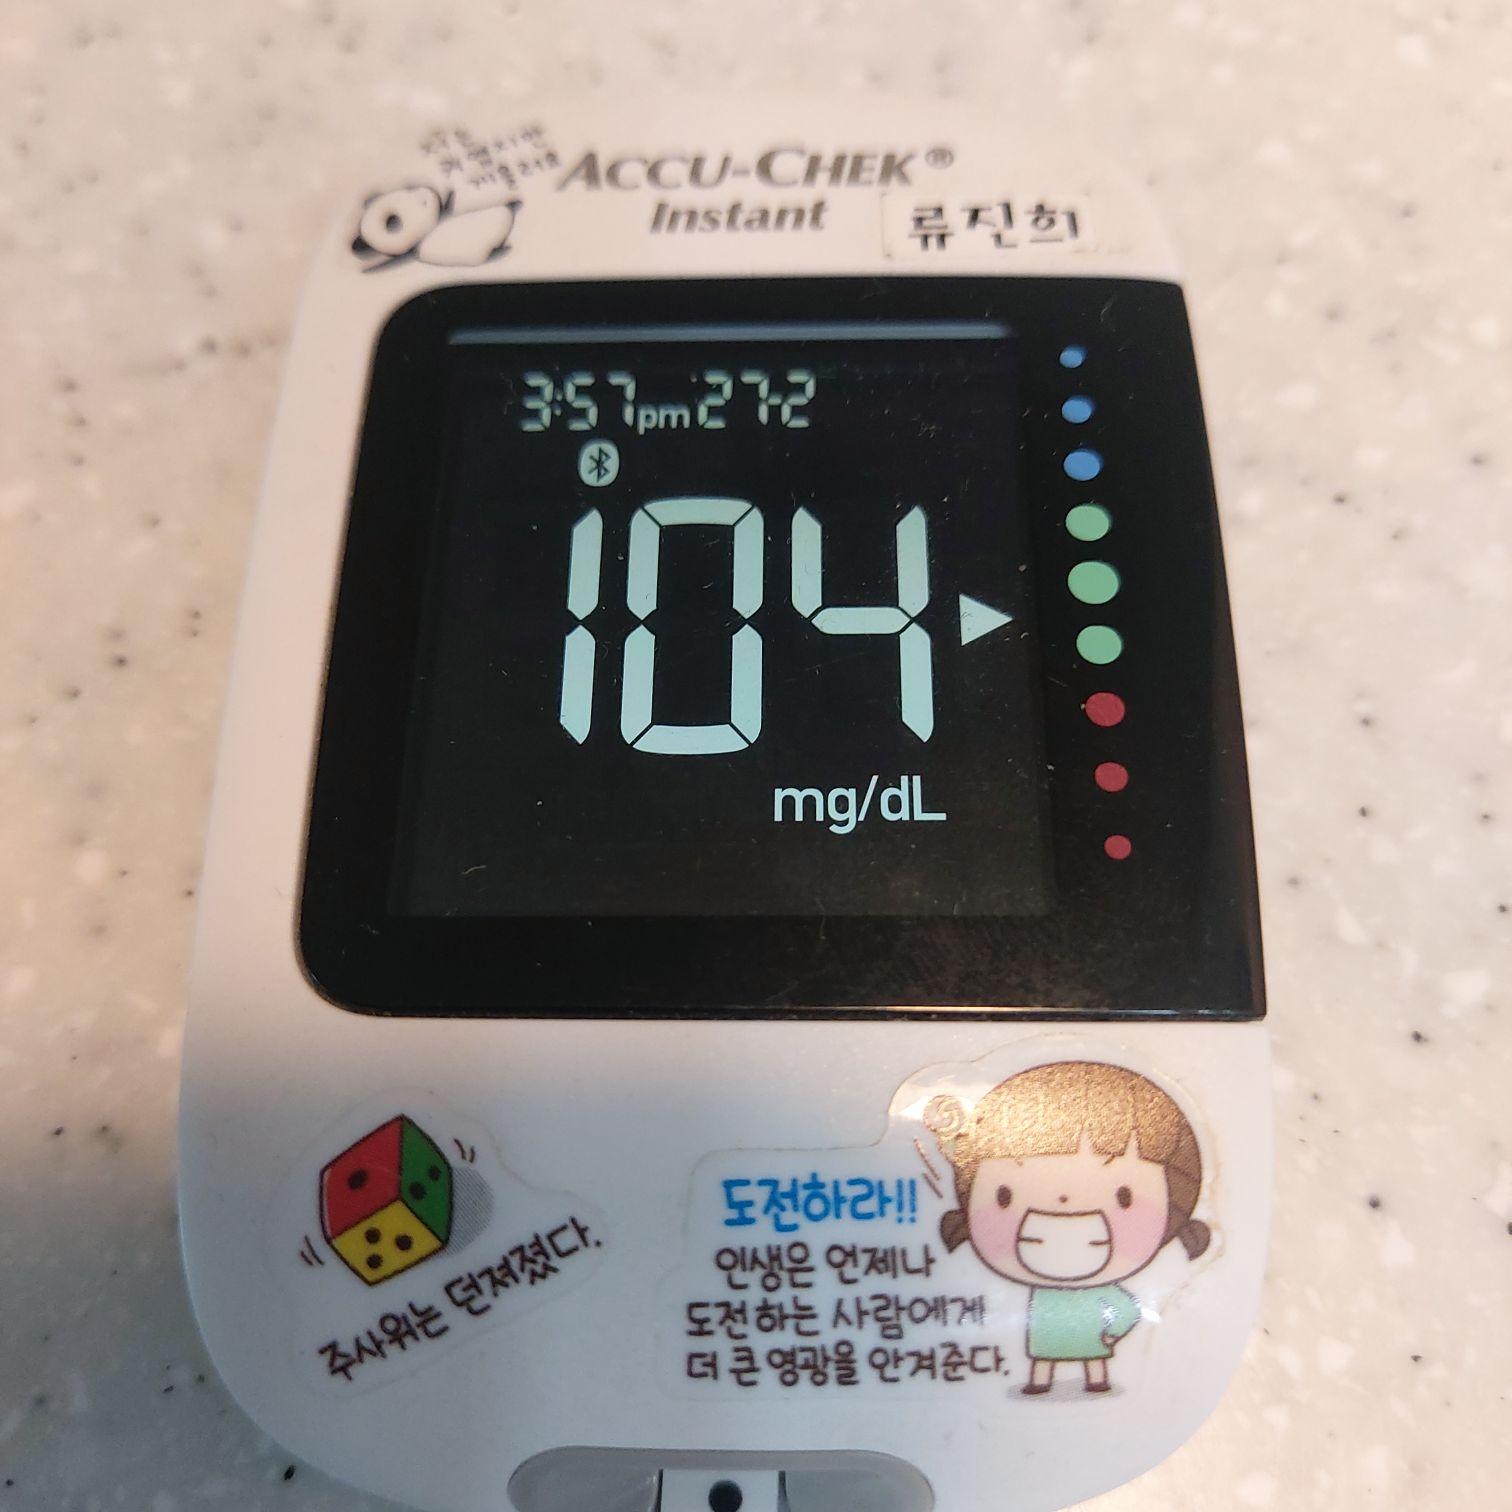 ACCU-CHEK®
Instant
류진희
3:57pm 27-2
104
mg/dL
주사위는 던져졌다.
도전하라!!
인생은 언제나
도전하는 사람에게
더 큰 영광을 안겨준다.